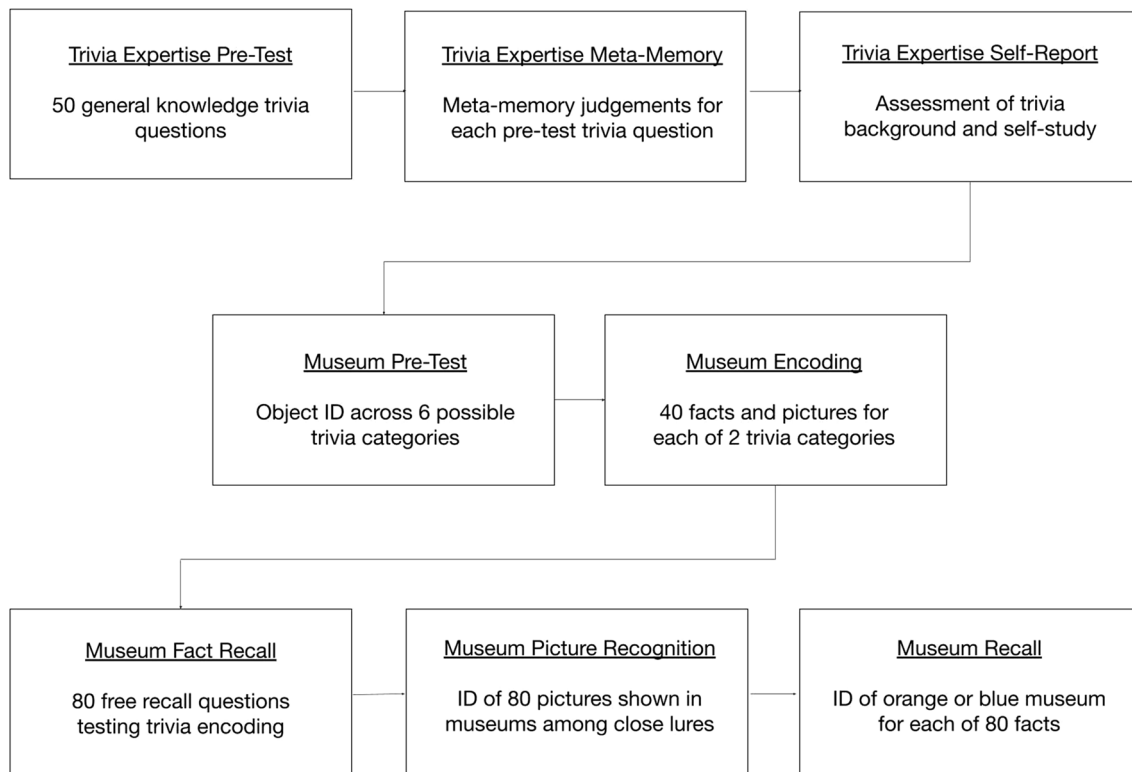 Trivia Expertise Pre-Test
50 general knowledge trivia
questions
Trivia Expertise Meta-Memory
Meta-memory judgements for
each pre-test trivia question
Trivia Expertise Self-Report
Assessment of trivia
background and self-study
Museum Pre-Test
Object ID across 6 possible
trivia categories
Museum Encoding
40 facts and pictures for
each of 2 trivia categories
Museum Fact Recall
80 free recall questions
testing trivia encoding
Museum Picture Recognition
ID of 80 pictures shown in
museums among close lures
Museum Recall
ID of orange or blue museum
for each of 80 facts